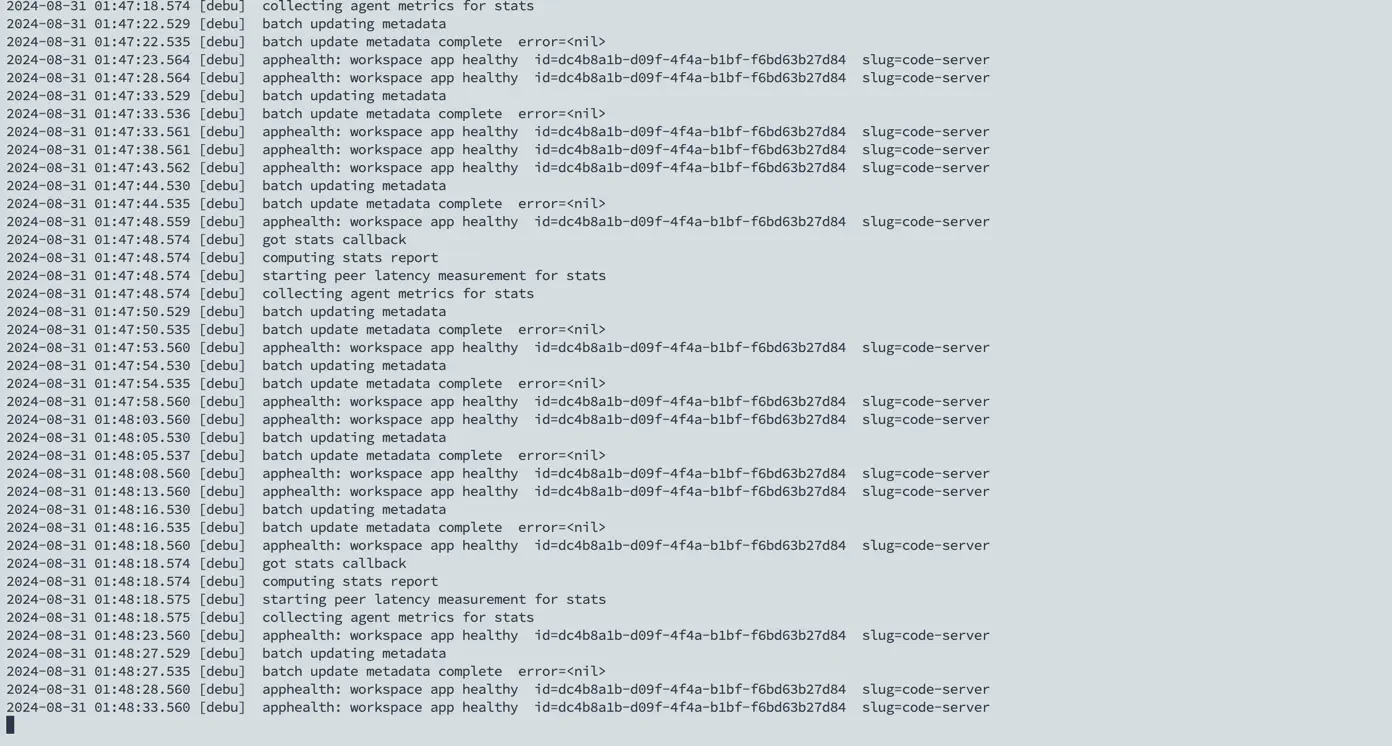 2024-08-31 01:47:18.574 [debu]  collecting agent metrics for stats
2024-08-31 01:47:22.529 [debu]  batch updating metadata
2024-08-31 01:47:22.535 [debu]  batch update metadata complete  error=<nil>
2024-08-31 01:47:23.564 [debu]  apphealth: workspace app healthy  id=dc4b8a1b-d09f-4f4a-b1bf-f6bd63b27d84  slug=code-server
2024-08-31 01:47:28.564 [debu]  apphealth: workspace app healthy  id=dc4b8a1b-d09f-4f4a-b1bf-f6bd63b27d84  slug=code-server
2024-08-31 01:47:33.529 [debu]  batch updating metadata
2024-08-31 01:47:33.536 [debu]  batch update metadata complete  error=<nil>
2024-08-31 01:47:33.561 [debu]  apphealth: workspace app healthy  id=dc4b8a1b-d09f-4f4a-b1bf-f6bd63b27d84  slug=code-server
2024-08-31 01:47:38.561 [debu]  apphealth: workspace app healthy  id=dc4b8a1b-d09f-4f4a-b1bf-f6bd63b27d84  slug=code-server
2024-08-31 01:47:43.562 [debu]  apphealth: workspace app healthy  id=dc4b8a1b-d09f-4f4a-b1bf-f6bd63b27d84  slug=code-server
2024-08-31 01:47:44.530 [debu]  batch updating metadata
2024-08-31 01:47:44.535 [debu]  batch update metadata complete  error=<nil>
2024-08-31 01:47:48.559 [debu]  apphealth: workspace app healthy  id=dc4b8a1b-d09f-4f4a-b1bf-f6bd63b27d84  slug=code-server
2024-08-31 01:47:48.574 [debu]  got stats callback
2024-08-31 01:47:48.574 [debu]  computing stats report
2024-08-31 01:47:48.574 [debu]  starting peer latency measurement for stats
2024-08-31 01:47:48.574 [debu]  collecting agent metrics for stats
2024-08-31 01:47:50.529 [debu]  batch updating metadata
2024-08-31 01:47:50.535 [debu]  batch update metadata complete  error=<nil>
2024-08-31 01:47:53.560 [debu]  apphealth: workspace app healthy  id=dc4b8a1b-d09f-4f4a-b1bf-f6bd63b27d84  slug=code-server
2024-08-31 01:47:54.530 [debu]  batch updating metadata
2024-08-31 01:47:54.535 [debu]  batch update metadata complete  error=<nil>
2024-08-31 01:47:58.560 [debu]  apphealth: workspace app healthy  id=dc4b8a1b-d09f-4f4a-b1bf-f6bd63b27d84  slug=code-server
2024-08-31 01:48:03.560 [debu]  apphealth: workspace app healthy  id=dc4b8a1b-d09f-4f4a-b1bf-f6bd63b27d84  slug=code-server
2024-08-31 01:48:05.530 [debu]  batch updating metadata
2024-08-31 01:48:05.537 [debu]  batch update metadata complete  error=<nil>
2024-08-31 01:48:08.560 [debu]  apphealth: workspace app healthy  id=dc4b8a1b-d09f-4f4a-b1bf-f6bd63b27d84  slug=code-server
2024-08-31 01:48:13.560 [debu]  apphealth: workspace app healthy  id=dc4b8a1b-d09f-4f4a-b1bf-f6bd63b27d84  slug=code-server
2024-08-31 01:48:16.530 [debu]  batch updating metadata
2024-08-31 01:48:16.535 [debu]  batch update metadata complete  error=<nil>
2024-08-31 01:48:18.560 [debu]  apphealth: workspace app healthy  id=dc4b8a1b-d09f-4f4a-b1bf-f6bd63b27d84  slug=code-server
2024-08-31 01:48:18.574 [debu]  got stats callback
2024-08-31 01:48:18.574 [debu]  computing stats report
2024-08-31 01:48:18.575 [debu]  starting peer latency measurement for stats
2024-08-31 01:48:18.575 [debu]  collecting agent metrics for stats
2024-08-31 01:48:23.560 [debu]  apphealth: workspace app healthy  id=dc4b8a1b-d09f-4f4a-b1bf-f6bd63b27d84  slug=code-server
2024-08-31 01:48:27.529 [debu]  batch updating metadata
2024-08-31 01:48:27.535 [debu]  batch update metadata complete  error=<nil>
2024-08-31 01:48:28.560 [debu]  apphealth: workspace app healthy  id=dc4b8a1b-d09f-4f4a-b1bf-f6bd63b27d84  slug=code-server
2024-08-31 01:48:33.560 [debu]  apphealth: workspace app healthy  id=dc4b8a1b-d09f-4f4a-b1bf-f6bd63b27d84  slug=code-server